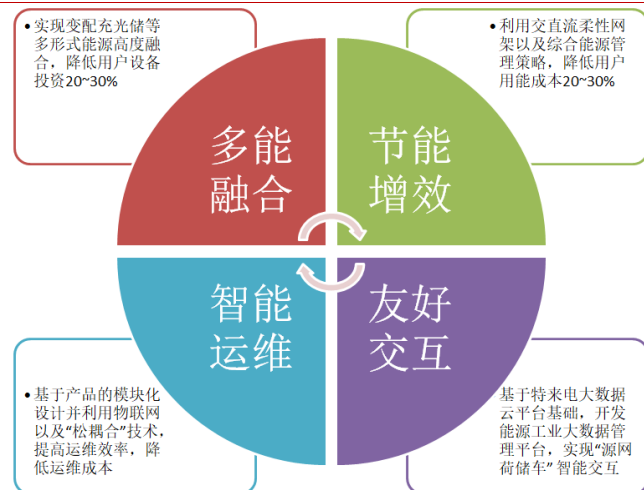 • 实现变配充光储等
多形式能源高度融
合，降低用户设备
投资20~30%
• 利用交直流柔性网
架以及综合能源管
理策略，降低用户
用能成本20~30%
多能
融合
节能
增效
智能
运维
友好
交互
• 基于产品的模块化
设计并利用物联网
以及“松耦合”技术，
提高运维效率，降
低运维成本
基于特来电大数据
云平台基础，开发
能源工业大数据管
理平台，实现“源网
荷储车” 智能交互